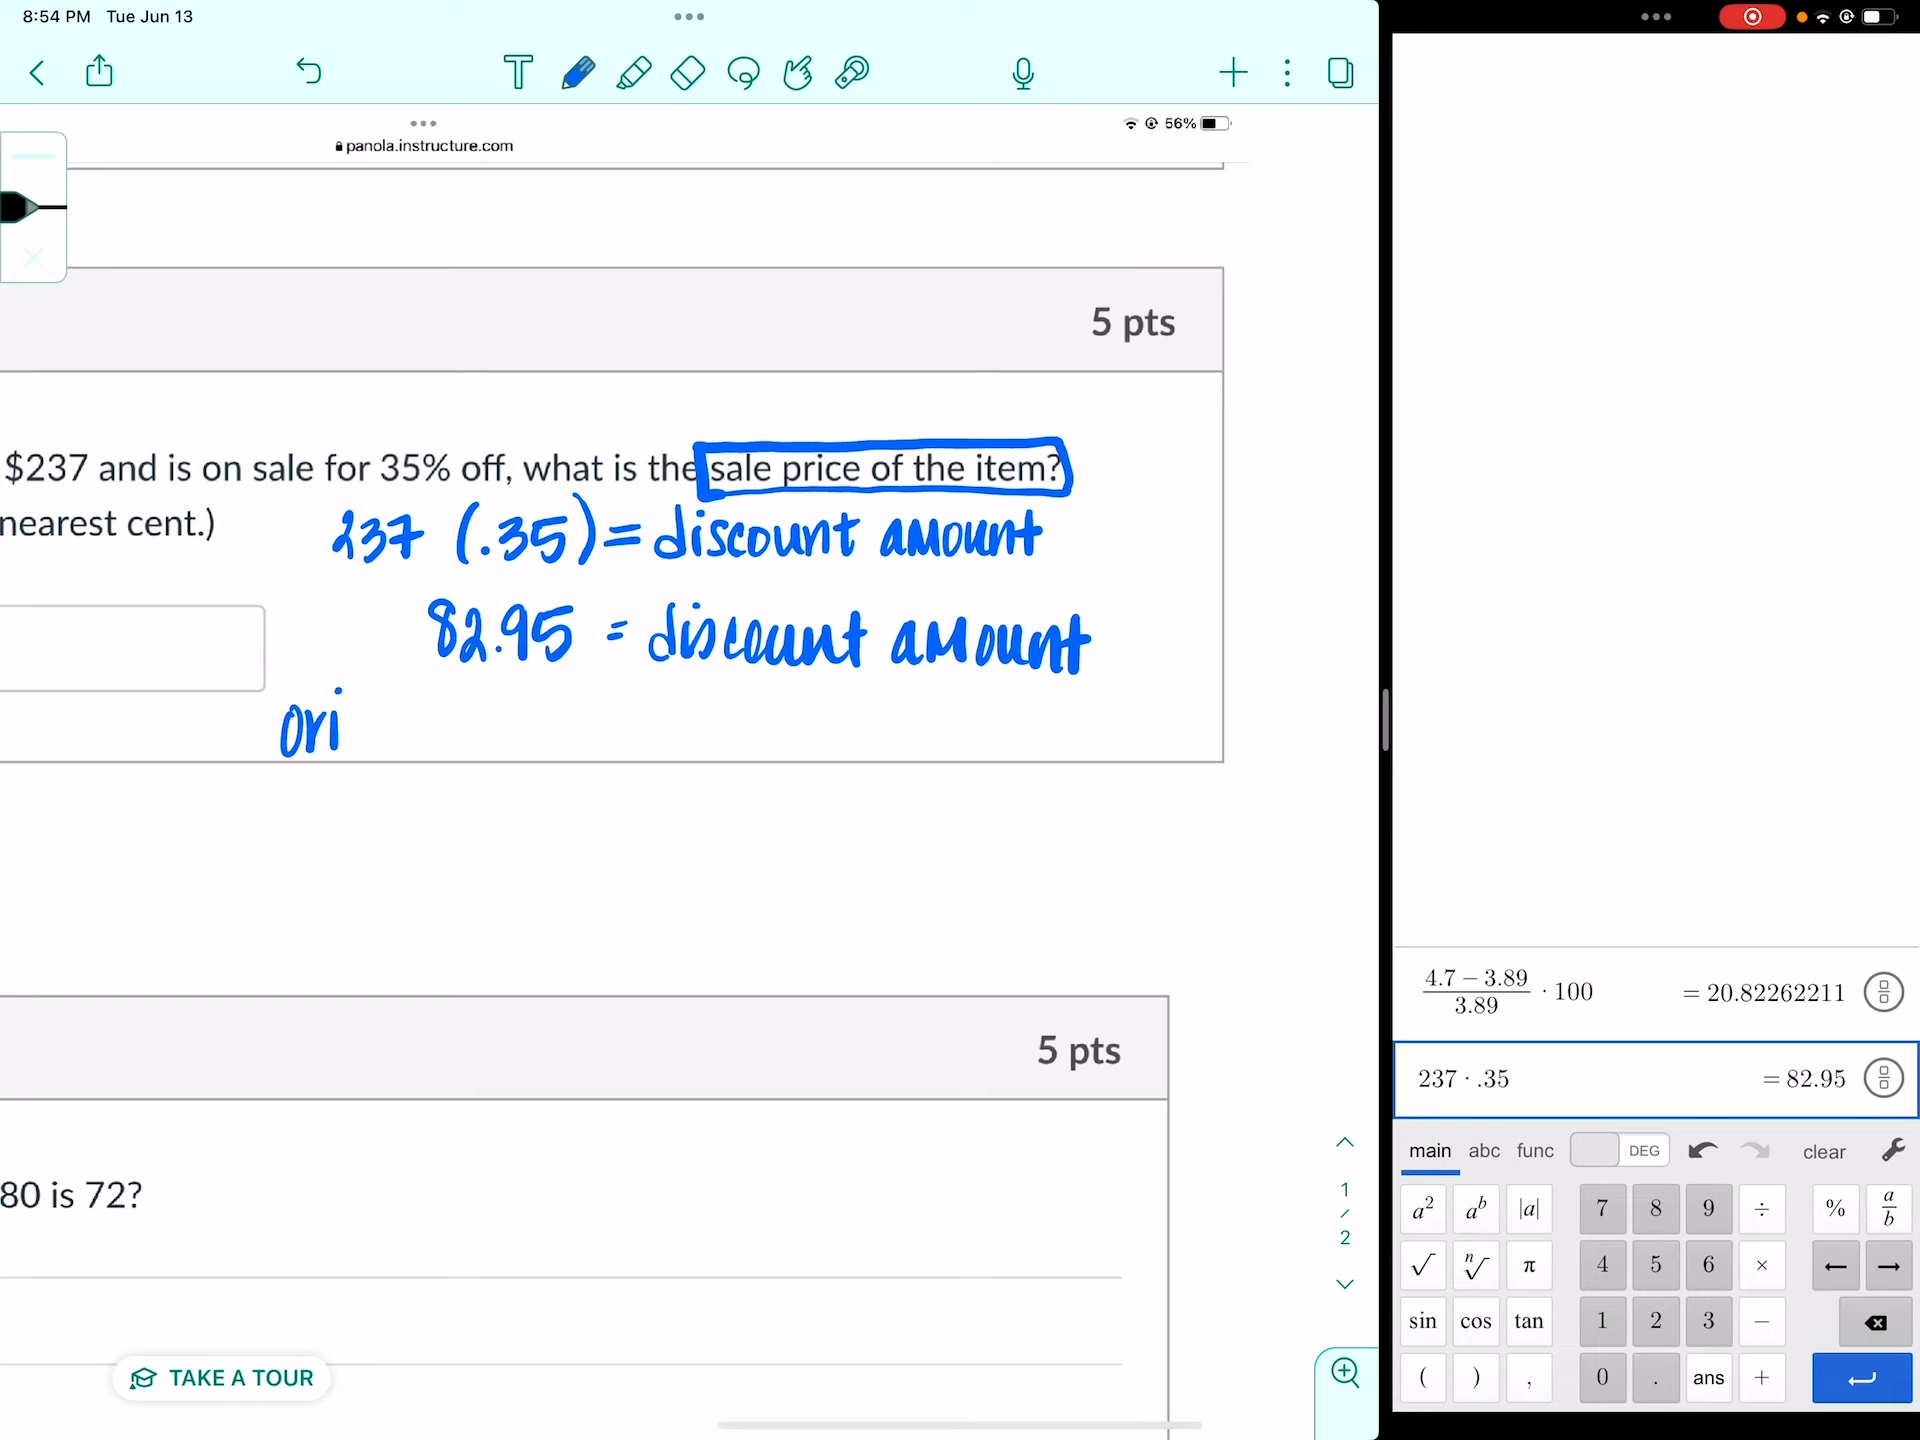 8:54 PM Tue Jun 13
panola.instructure.com
56%
5 pts
$237 and is on sale for 35% off, what is the sale price of the item?
nearest cent.)
237 (.35) = discount amount
82.95 = discount amount
ori
5 pts
80 is 72?
TAKE A TOUR
1
/
2
4.7 − 3.89
3.89
· 100
= 20.82262211
237 · .35 = 82.95
main abc func DEG clear
a² aᵇ |a| 7 8 9 ÷ % a/b
√ ⁿ√ π 4 5 6 × ← →
sin cos tan 1 2 3 −
( ) , 0 . ans +